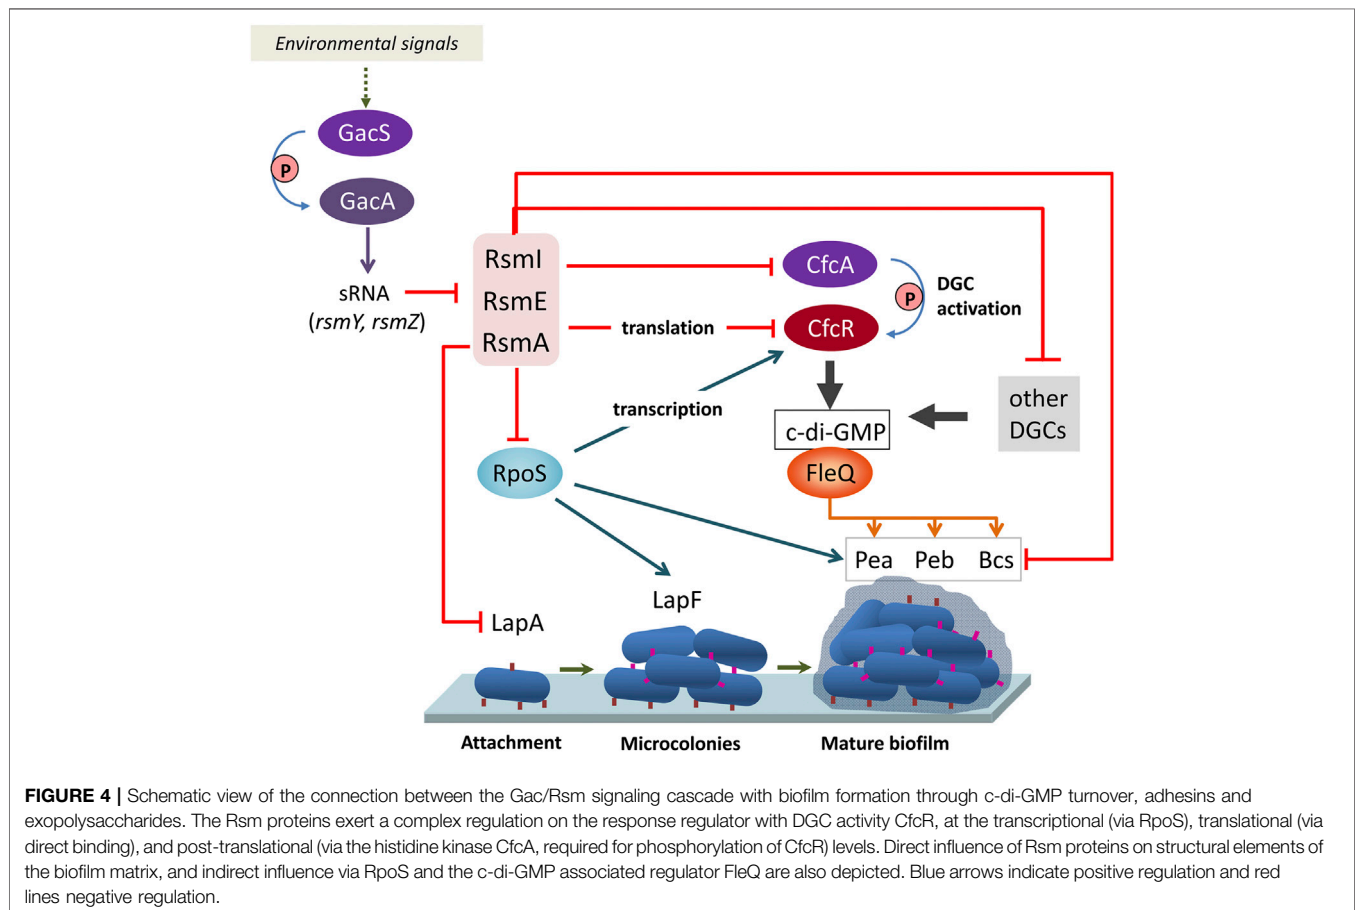 Environmental signals
GacS
P
GacA
sRNA
(rsmY, rsmZ)
RsmI
RsmE
RsmA
CfcA
P
DGC
activation
translation
CfcR
transcription
other
DGCs
c-di-GMP
RpoS
FleQ
Pea Peb Bcs
LapF
LapA
Attachment
Microcolonies
Mature biofilm
FIGURE 4 | Schematic view of the connection between the Gac/Rsm signaling cascade with biofilm formation through c-di-GMP turnover, adhesins and
exopolysaccharides. The Rsm proteins exert a complex regulation on the response regulator with DGC activity CfcR, at the transcriptional (via RpoS), translational (via
direct binding), and post-translational (via the histidine kinase CfcA, required for phosphorylation of CfcR) levels. Direct influence of Rsm proteins on structural elements of
the biofilm matrix, and indirect influence via RpoS and the c-di-GMP associated regulator FleQ are also depicted. Blue arrows indicate positive regulation and red
lines negative regulation.